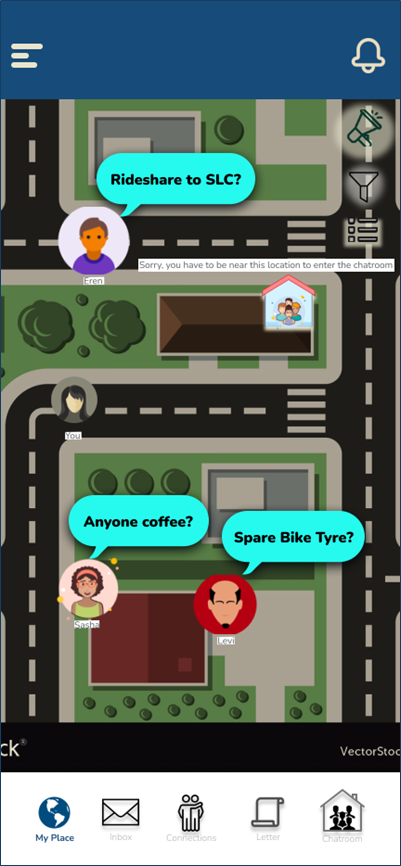 Rideshare to SLC?
Sorry, you have to be near this location to enter the chatroom
Eren
You
Anyone coffee?
Spare Bike Tyre?
Sasha
Levi
ck®
VectorStoc
My Place
Inbox
Connections
Letter
Chatroom